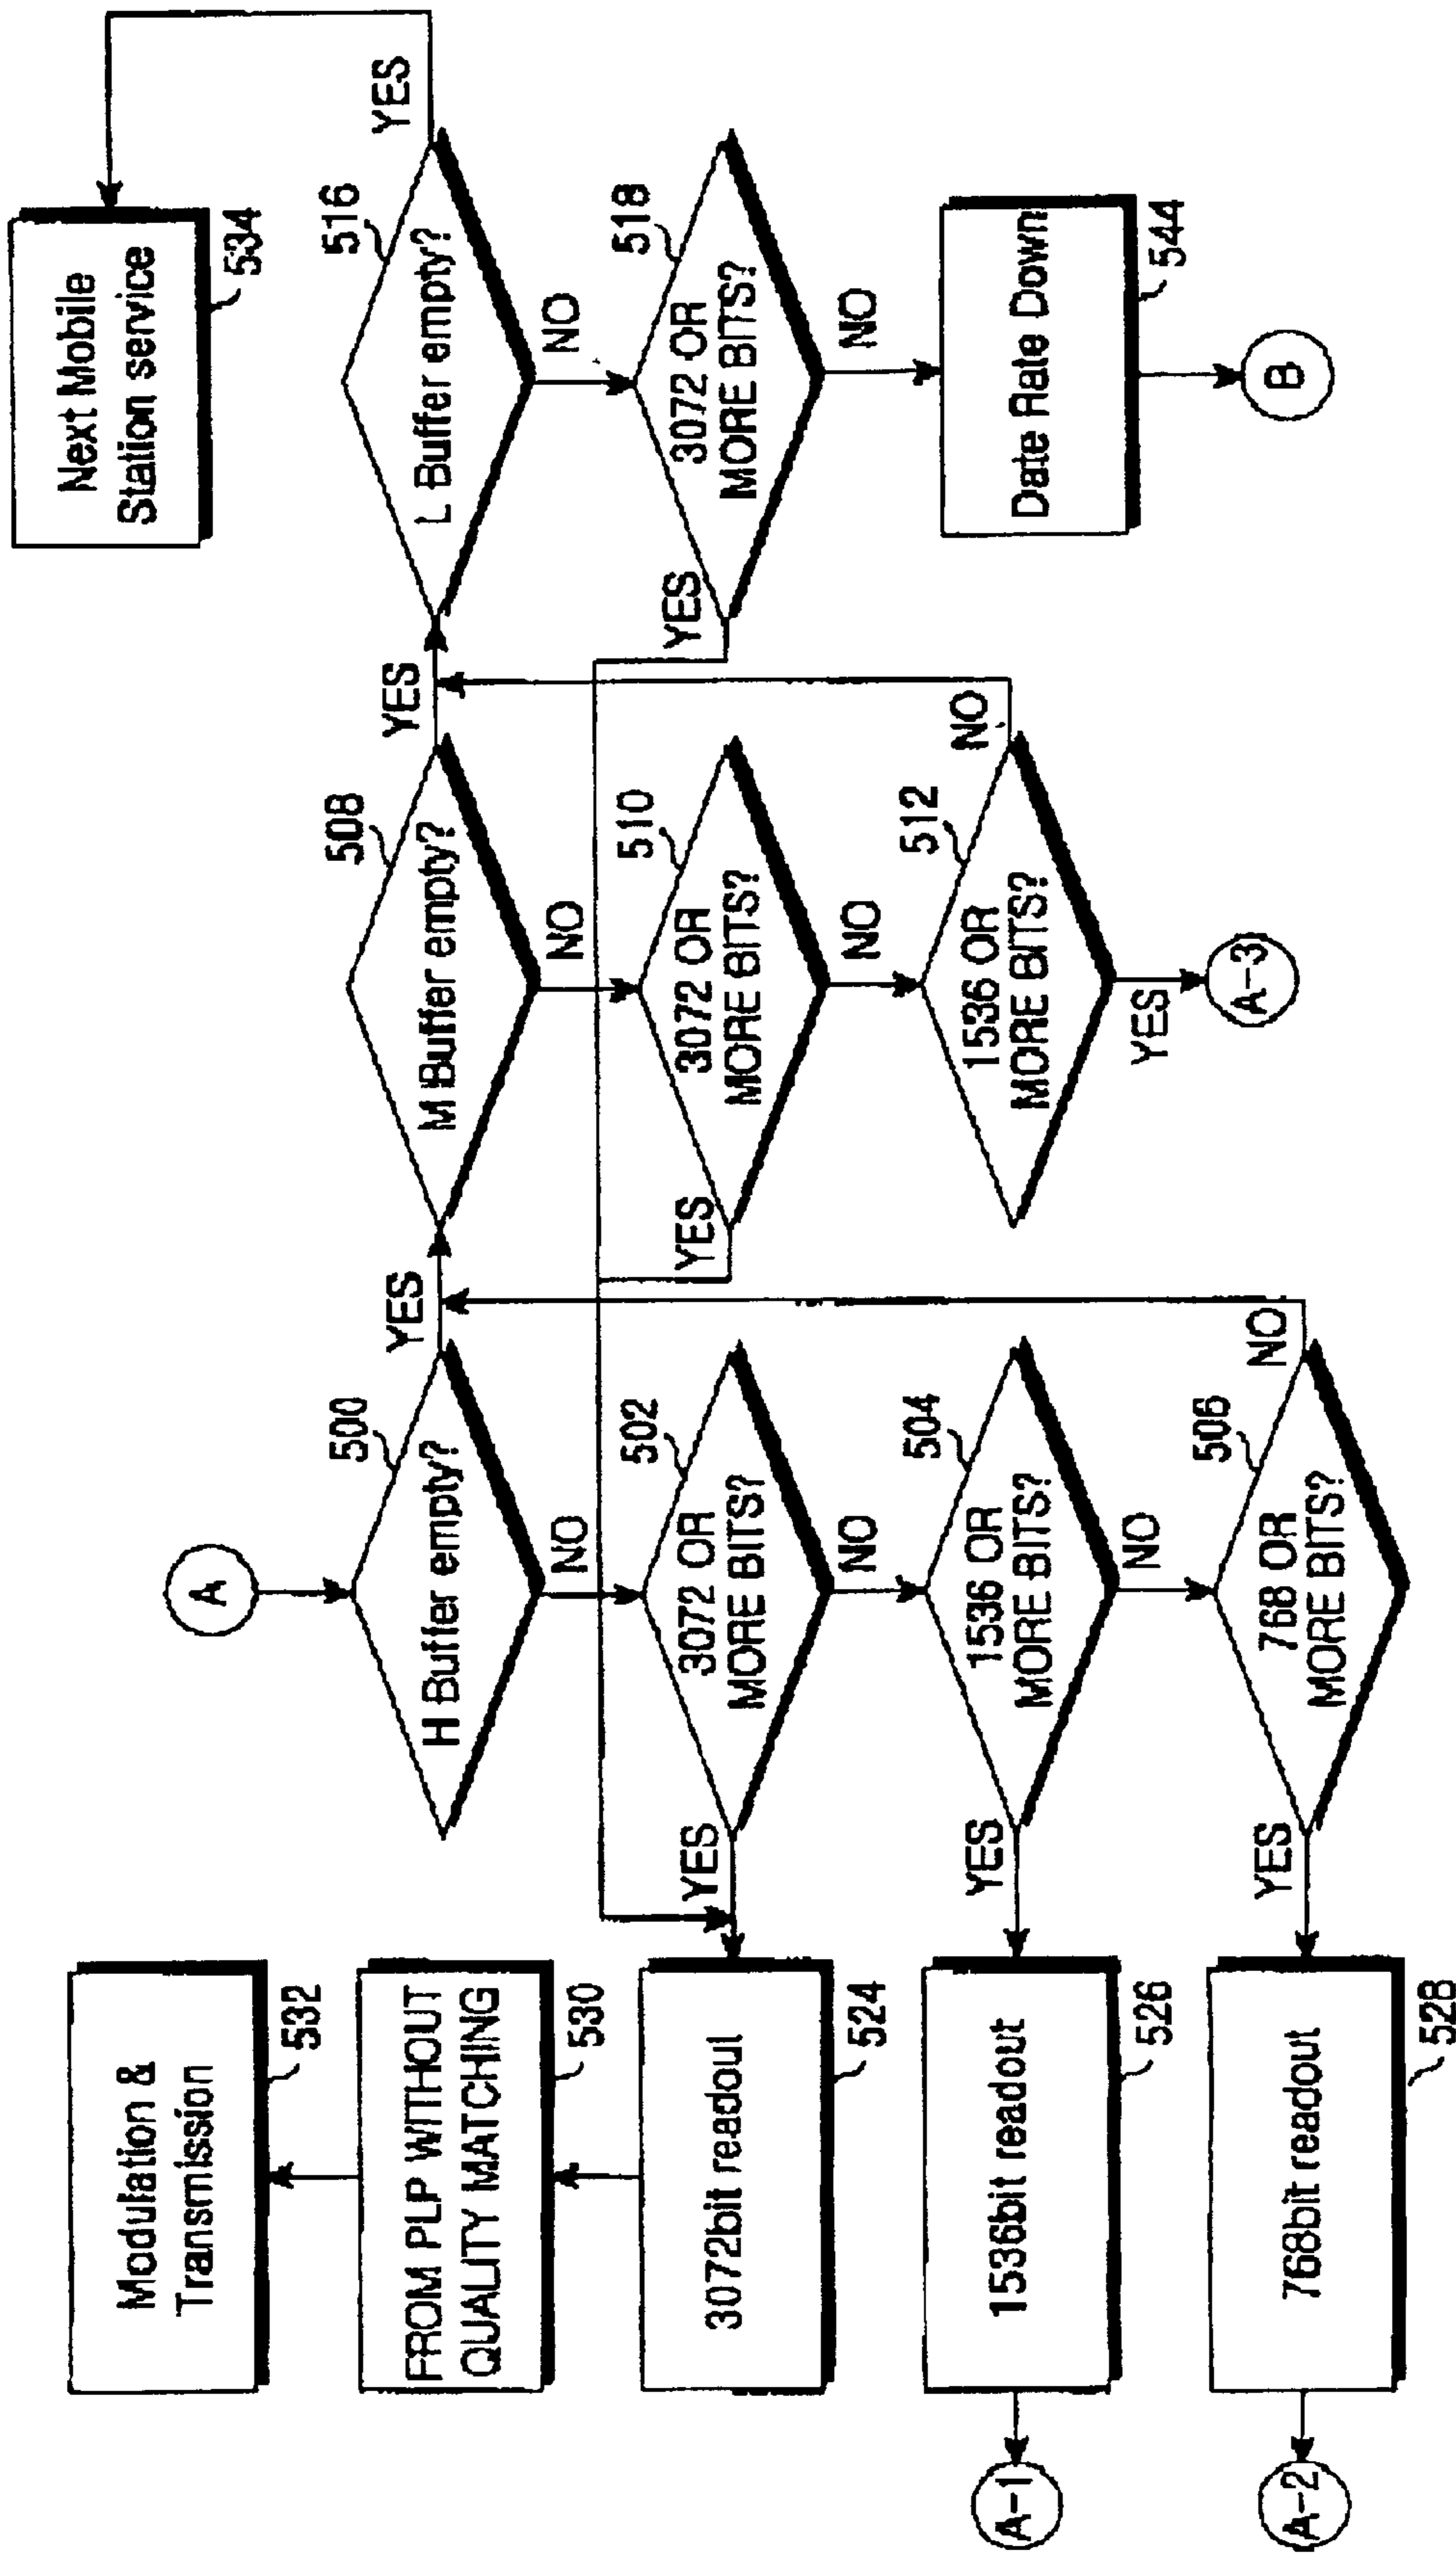 A
H Buffer empty?
500
YES
NO
M Buffer empty?
508
YES
NO
L Buffer empty?
516
YES
NO
Next Mobile
Station service
534
Modulation &
Transmission
532
FROM PLP WITHOUT
QUALITY MATCHING
530
3072bit readout
524
YES
3072 OR
MORE BITS?
502
NO
YES
3072 OR
MORE BITS?
510
NO
YES
3072 OR
MORE BITS?
518
NO
A-1
1536bit readout
526
YES
1536 OR
MORE BITS?
504
NO
1536 OR
MORE BITS?
512
NO
YES
A-3
Date Rate Down
544
B
A-2
768bit readout
528
YES
768 OR
MORE BITS?
506
NO